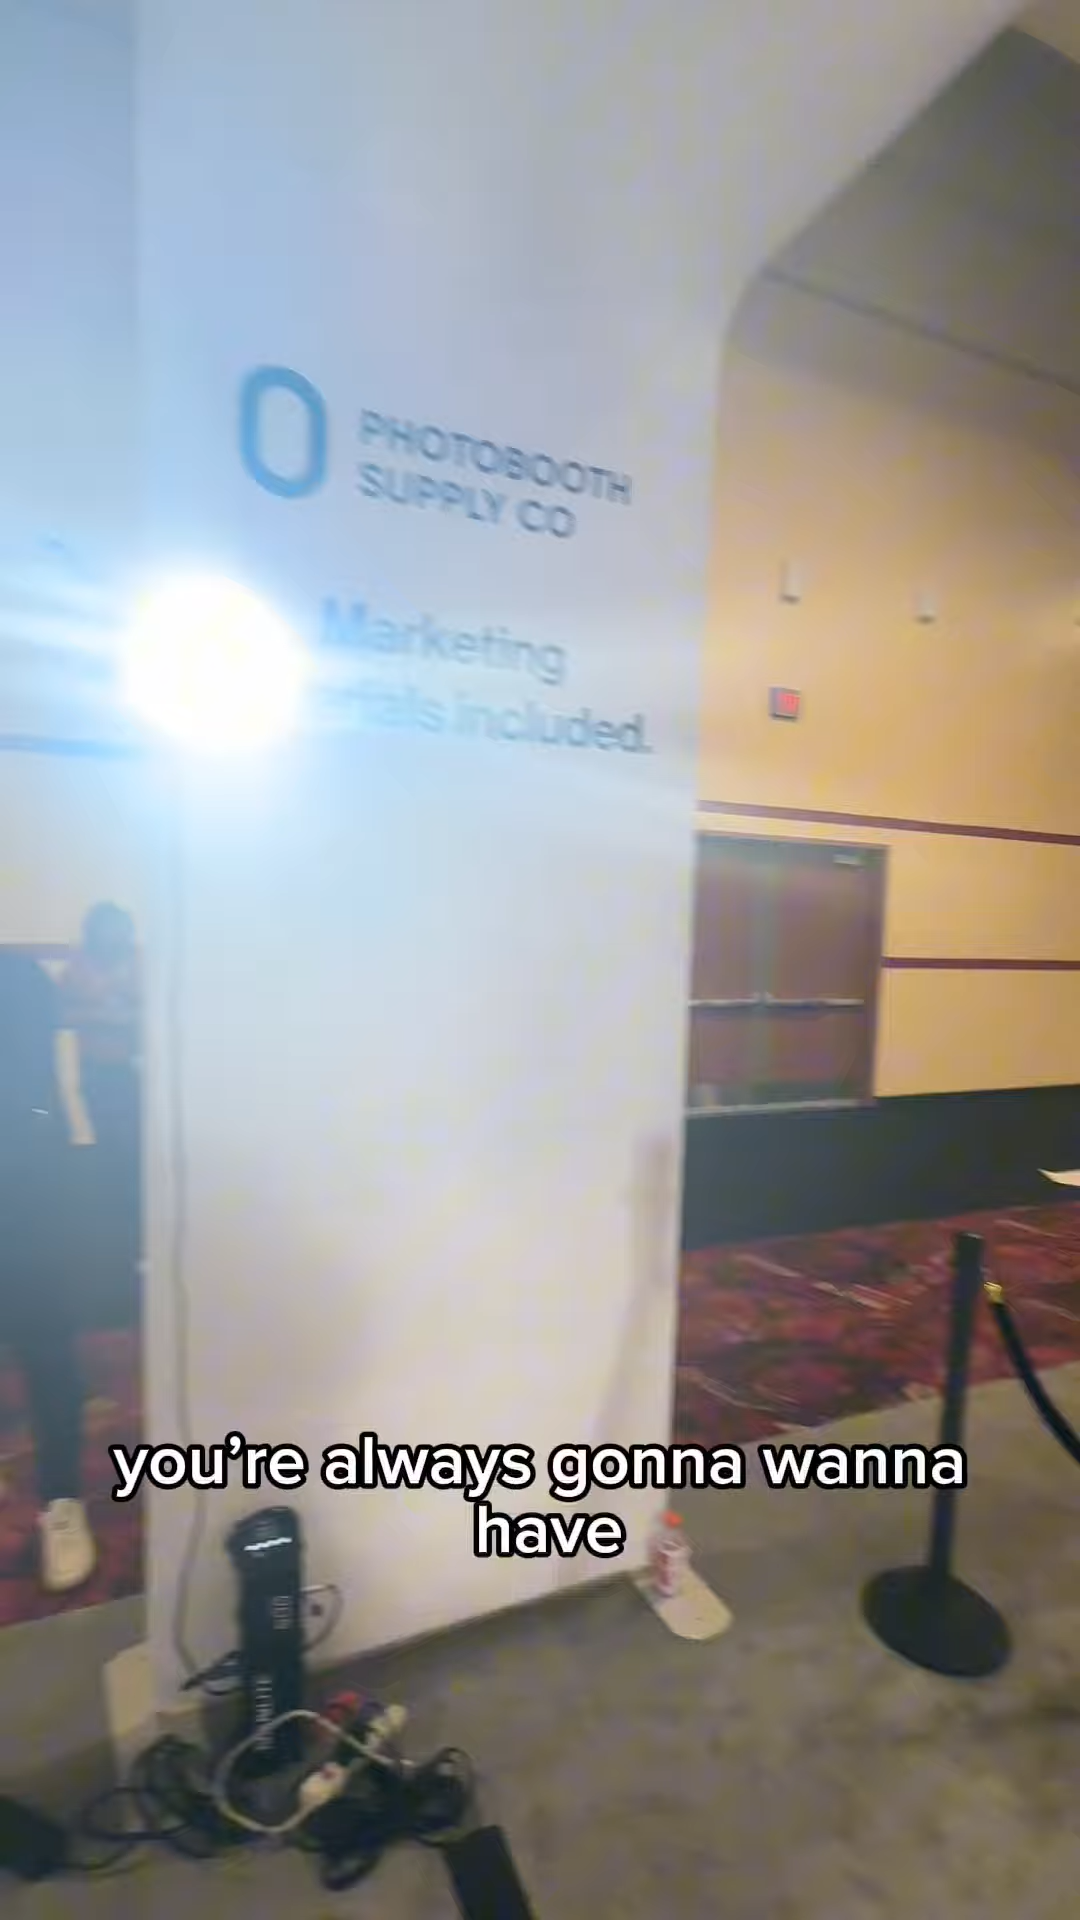 PHOTOBOOTH
SUPPLY CO
Marketing
included.
you're always gonna wanna
have